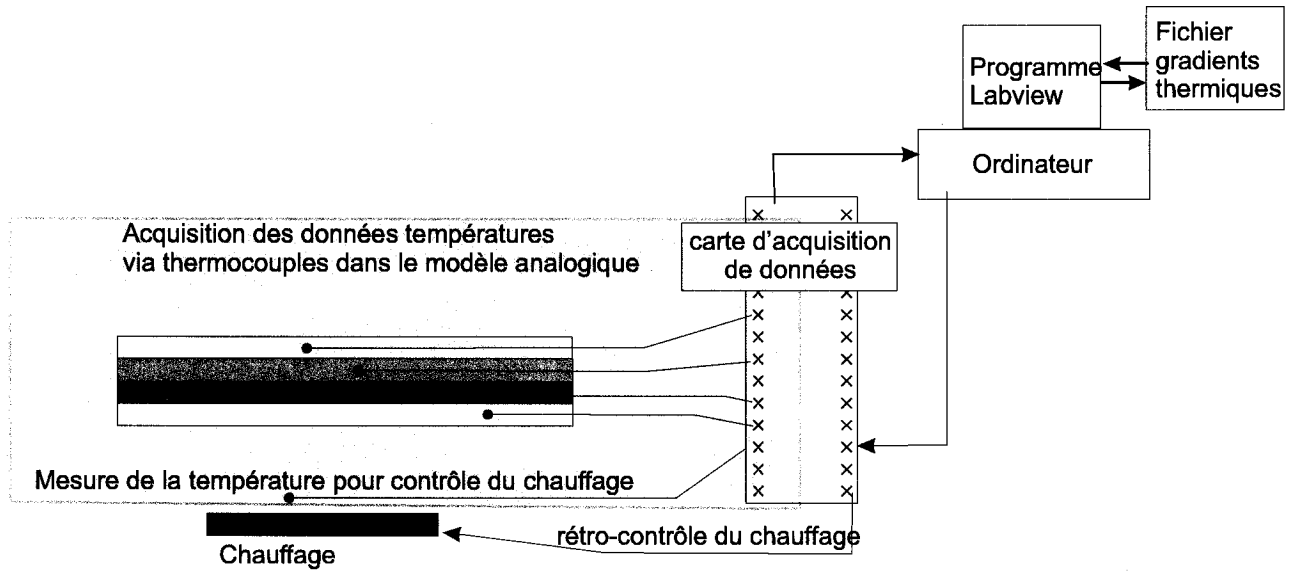 Fichier
gradients
thermiques
Programme
Labview
Ordinateur
carte d'acquisition
de données
Acquisition des données températures
via thermocouples dans le modèle analogique
Mesure de la température pour contrôle du chauffage
rétro-contrôle du chauffage
Chauffage